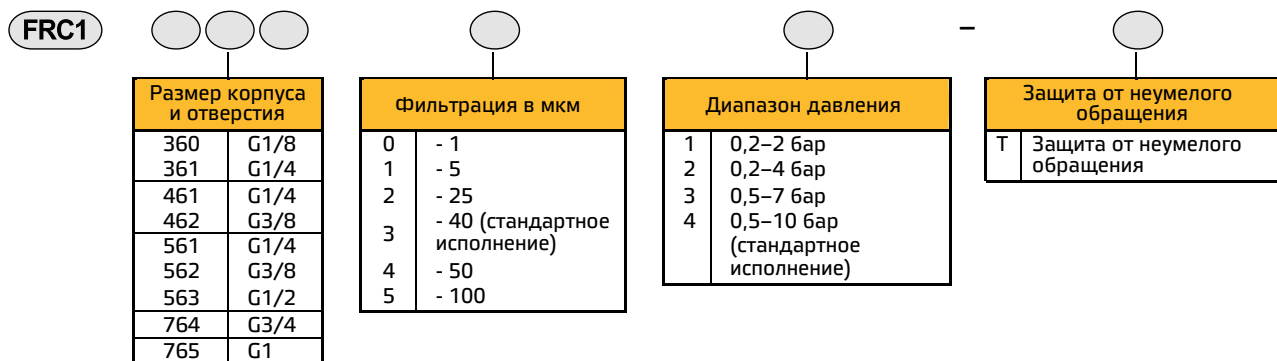 FRC1
–
Размер корпуса
и отверстия
360 G1/8
361 G1/4
461 G1/4
462 G3/8
561 G1/4
562 G3/8
563 G1/2
764 G3/4
765 G1
Фильтрация в мкм
0 - 1
1 - 5
2 - 25
3 - 40 (стандартное
исполнение)
4 - 50
5 - 100
Диапазон давления
1 0,2–2 бар
2 0,2–4 бар
3 0,5–7 бар
4 0,5–10 бар
(стандартное
исполнение)
Защита от неумелого
обращения
T Защита от неумелого
обращения